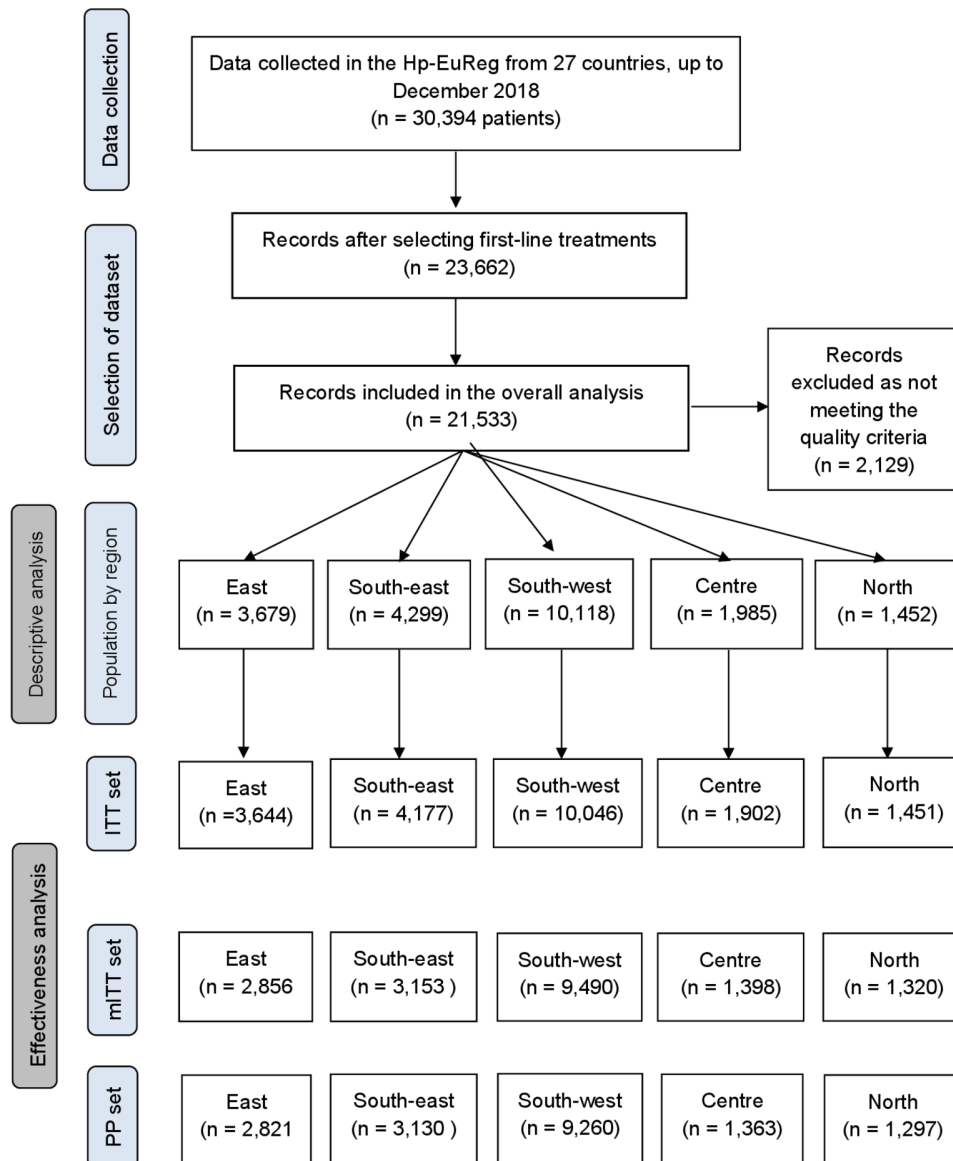 Data collection
Data collected in the Hp-EuReg from 27 countries, up to
December 2018
(n = 30,394 patients)
Selection of dataset
Records after selecting first-line treatments
(n = 23,662)
Records included in the overall analysis
(n = 21,533)
Records
excluded as not
meeting the
quality criteria
(n = 2,129)
Descriptive analysis
Population by region
East
(n = 3,679)
South-east
(n = 4,299)
South-west
(n = 10,118)
Centre
(n = 1,985)
North
(n = 1,452)
Effectiveness analysis
ITT set
East
(n =3,644)
South-east
(n = 4,177)
South-west
(n = 10,046)
Centre
(n = 1,902)
North
(n = 1,451)
mITT set
East
(n = 2,856
South-east
(n = 3,153 )
South-west
(n = 9,490)
Centre
(n = 1,398)
North
(n = 1,320)
PP set
East
(n = 2,821
South-east
(n = 3,130 )
South-west
(n = 9,260)
Centre
(n = 1,363)
North
(n = 1,297)